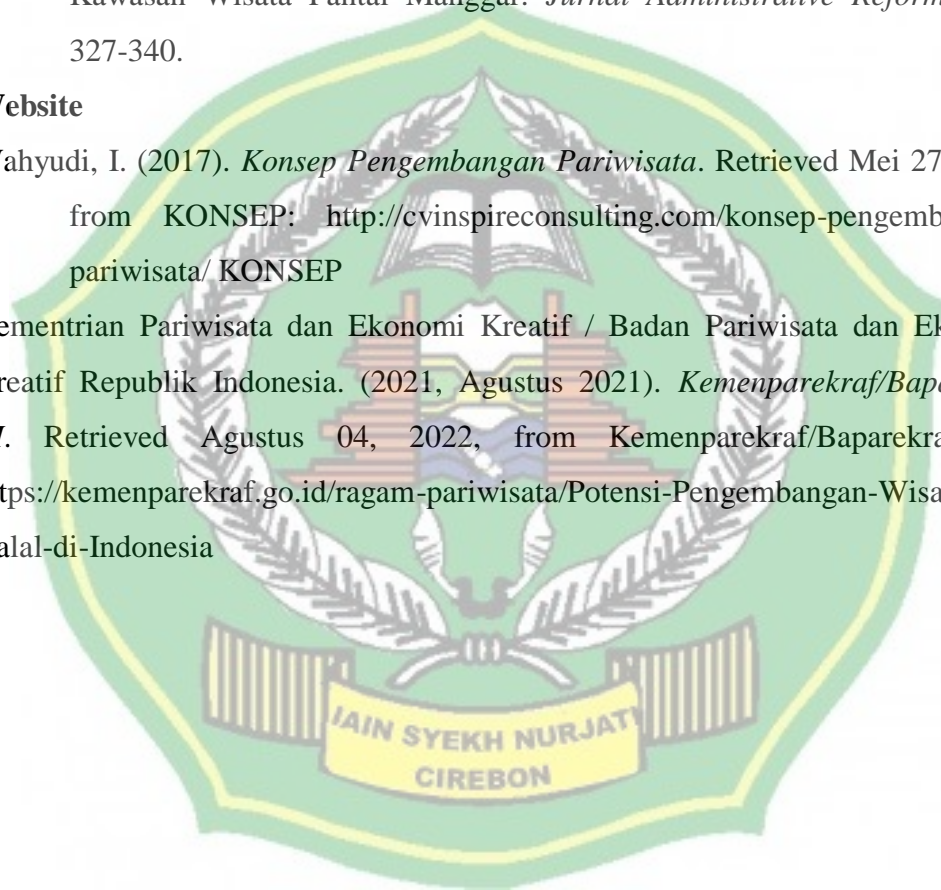 Kawasan Wisata Pantai Manggar. Jurnal Administrative Reform
327-340.
Website
Wahyudi, I. (2017). Konsep Pengembangan Pariwisata. Retrieved Mei 27
from KONSEP: http://cvinspireconsulting.com/konsep-pengemb
pariwisata/ KONSEP
ementrian Pariwisata dan Ekonomi Kreatif / Badan Pariwisata dan Ek
reatif Republik Indonesia. (2021, Agustus 2021). Kemenparekraf/Bapa
I. Retrieved Agustus 04, 2022, from Kemenparekraf/Baparekra
tps://kemenparekraf.go.id/ragam-pariwisata/Potensi-Pengembangan-Wisa
alal-di-Indonesia
IAIN SYEKH NURJATI
CIREBON